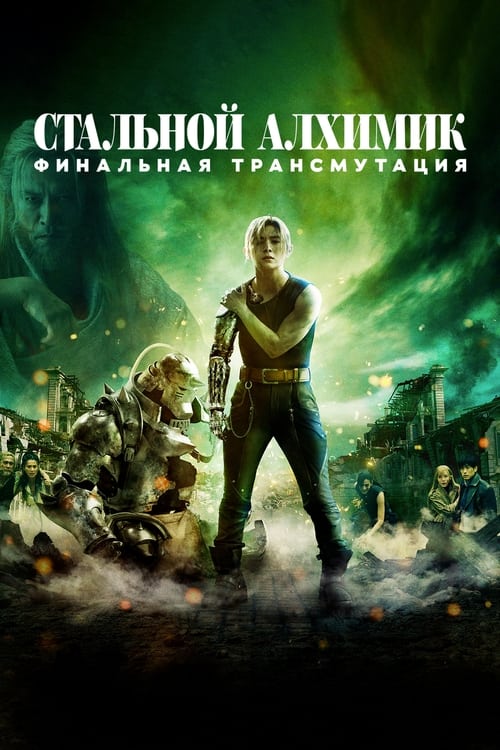 СТАЛЬНОЙ АЛХИМИК
ФИНАЛЬНАЯ ТРАНСМУТАЦИЯ